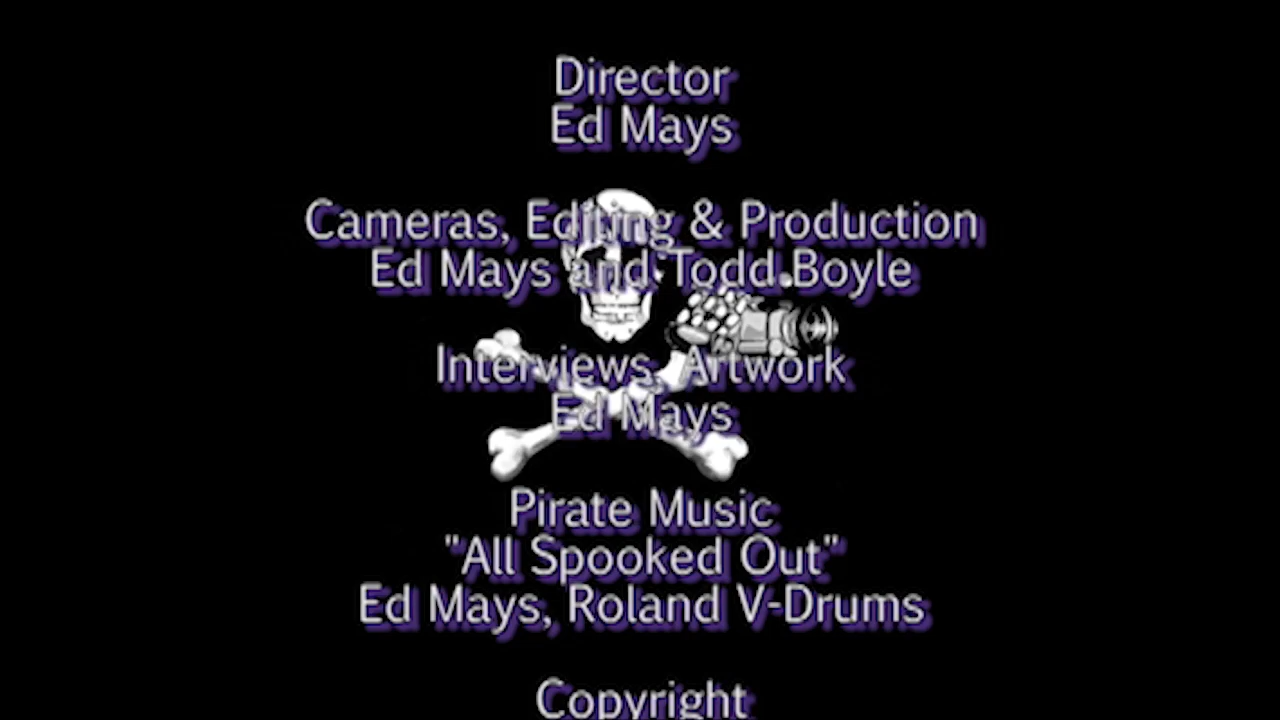 Director
Ed Mays
Cameras, Editing & Production
Ed Mays and Todd Boyle
Interviews, Artwork
Ed Mays
Pirate Music
"All Spooked Out"
Ed Mays, Roland V-Drums
Copyright